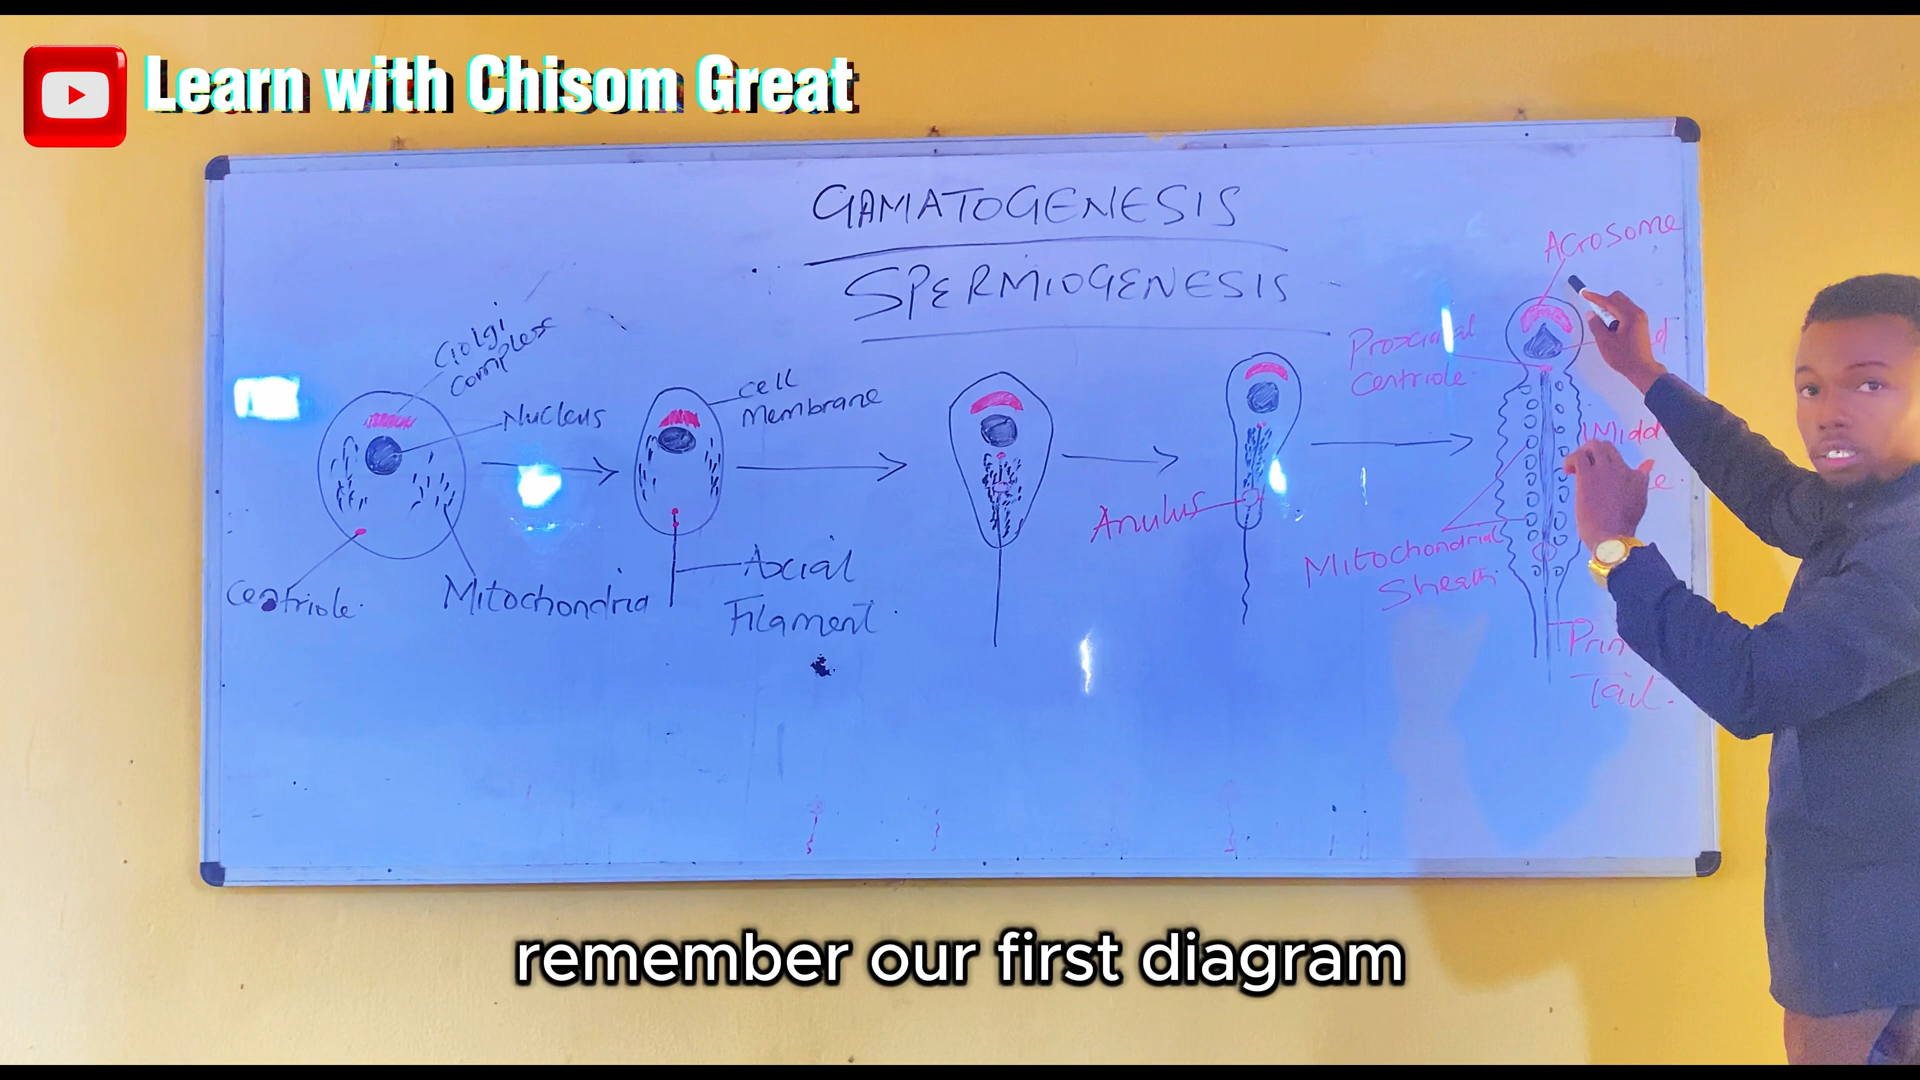 Learn with Chisom Great
GAMATOGENESIS
SPERMIOGENESIS
Golgi
Complex
Nucleus
Centriole
Mitochondria
Cell
Membrane
Axial
Filament
Anulus
Acrosome
Proximal
Centriole
Mitochondrial
Sheath
Tail
remember our first diagram